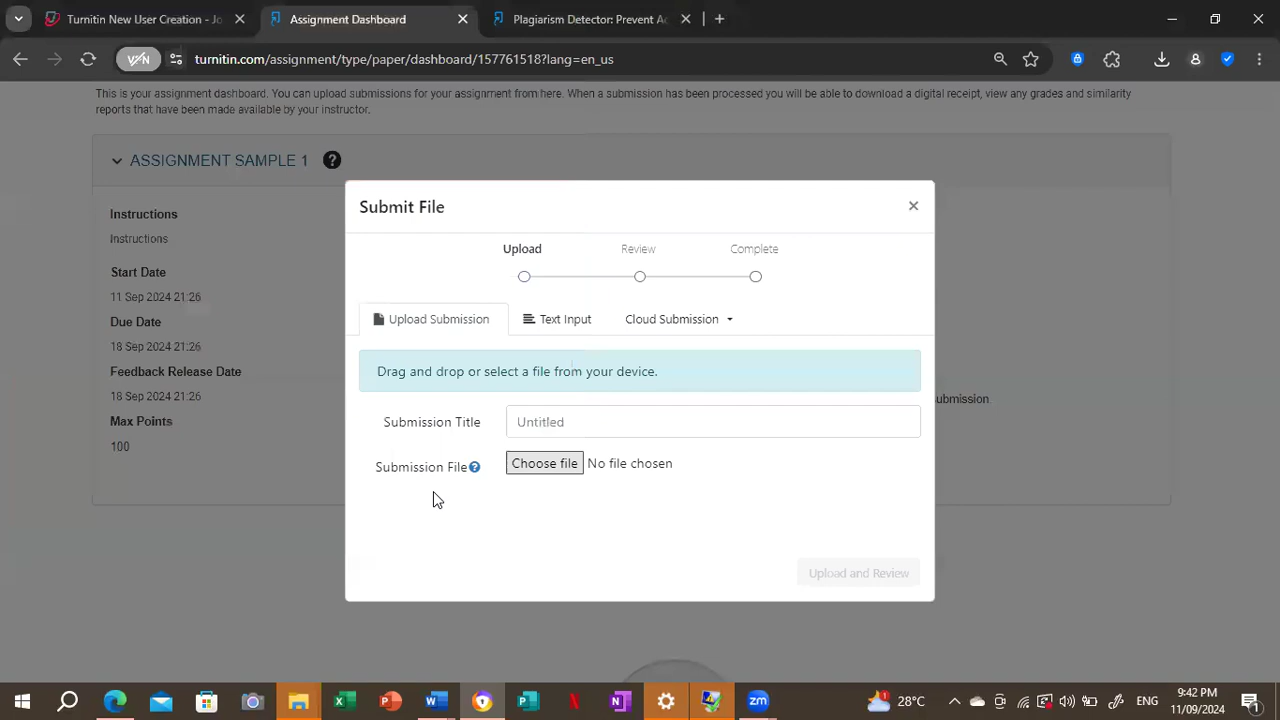 Turnitin New User Creation - Jo
Assignment Dashboard
Plagiarism Detector: Prevent Ac
VPN
turnitin.com/assignment/type/paper/dashboard/157761518?lang=en_us
This is your assignment dashboard. You can upload submissions for your assignment from here. When a submission has been processed you will be able to download a digital receipt, view any grades and similarity
reports that have been made available by your instructor.
ASSIGNMENT SAMPLE 1 ?
Instructions
Instructions
Start Date
11 Sep 2024 21:26
Due Date
18 Sep 2024 21:26
Feedback Release Date
18 Sep 2024 21:26
Max Points
100
submission.
Submit File
Upload Review Complete
Upload Submission Text Input Cloud Submission
Drag and drop or select a file from your device.
Submission Title Untitled
Submission File ? Choose file No file chosen
Upload and Review
28°C
ENG
9:42 PM
11/09/2024